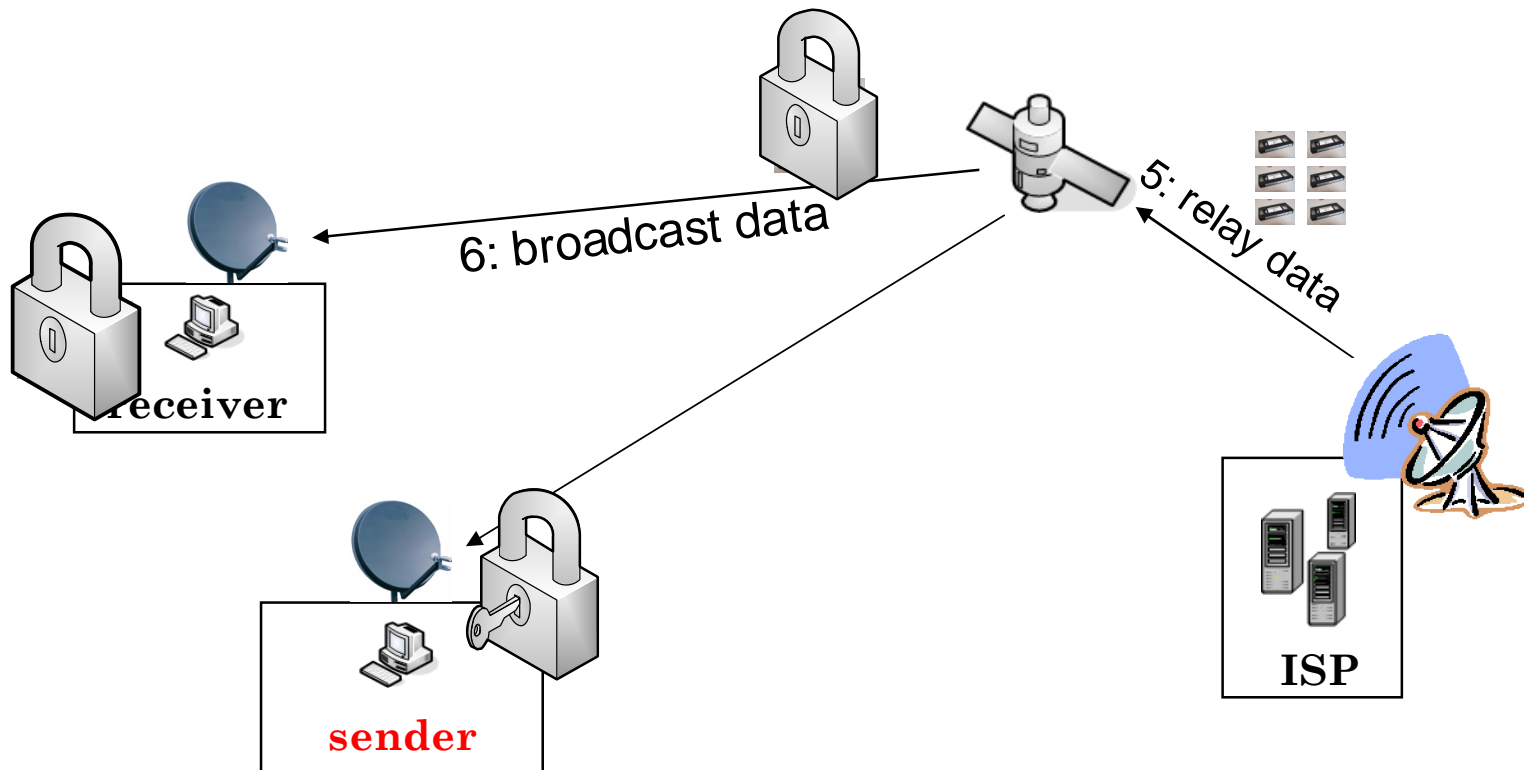 5: relay data
6: broadcast data
receiver
sender
ISP